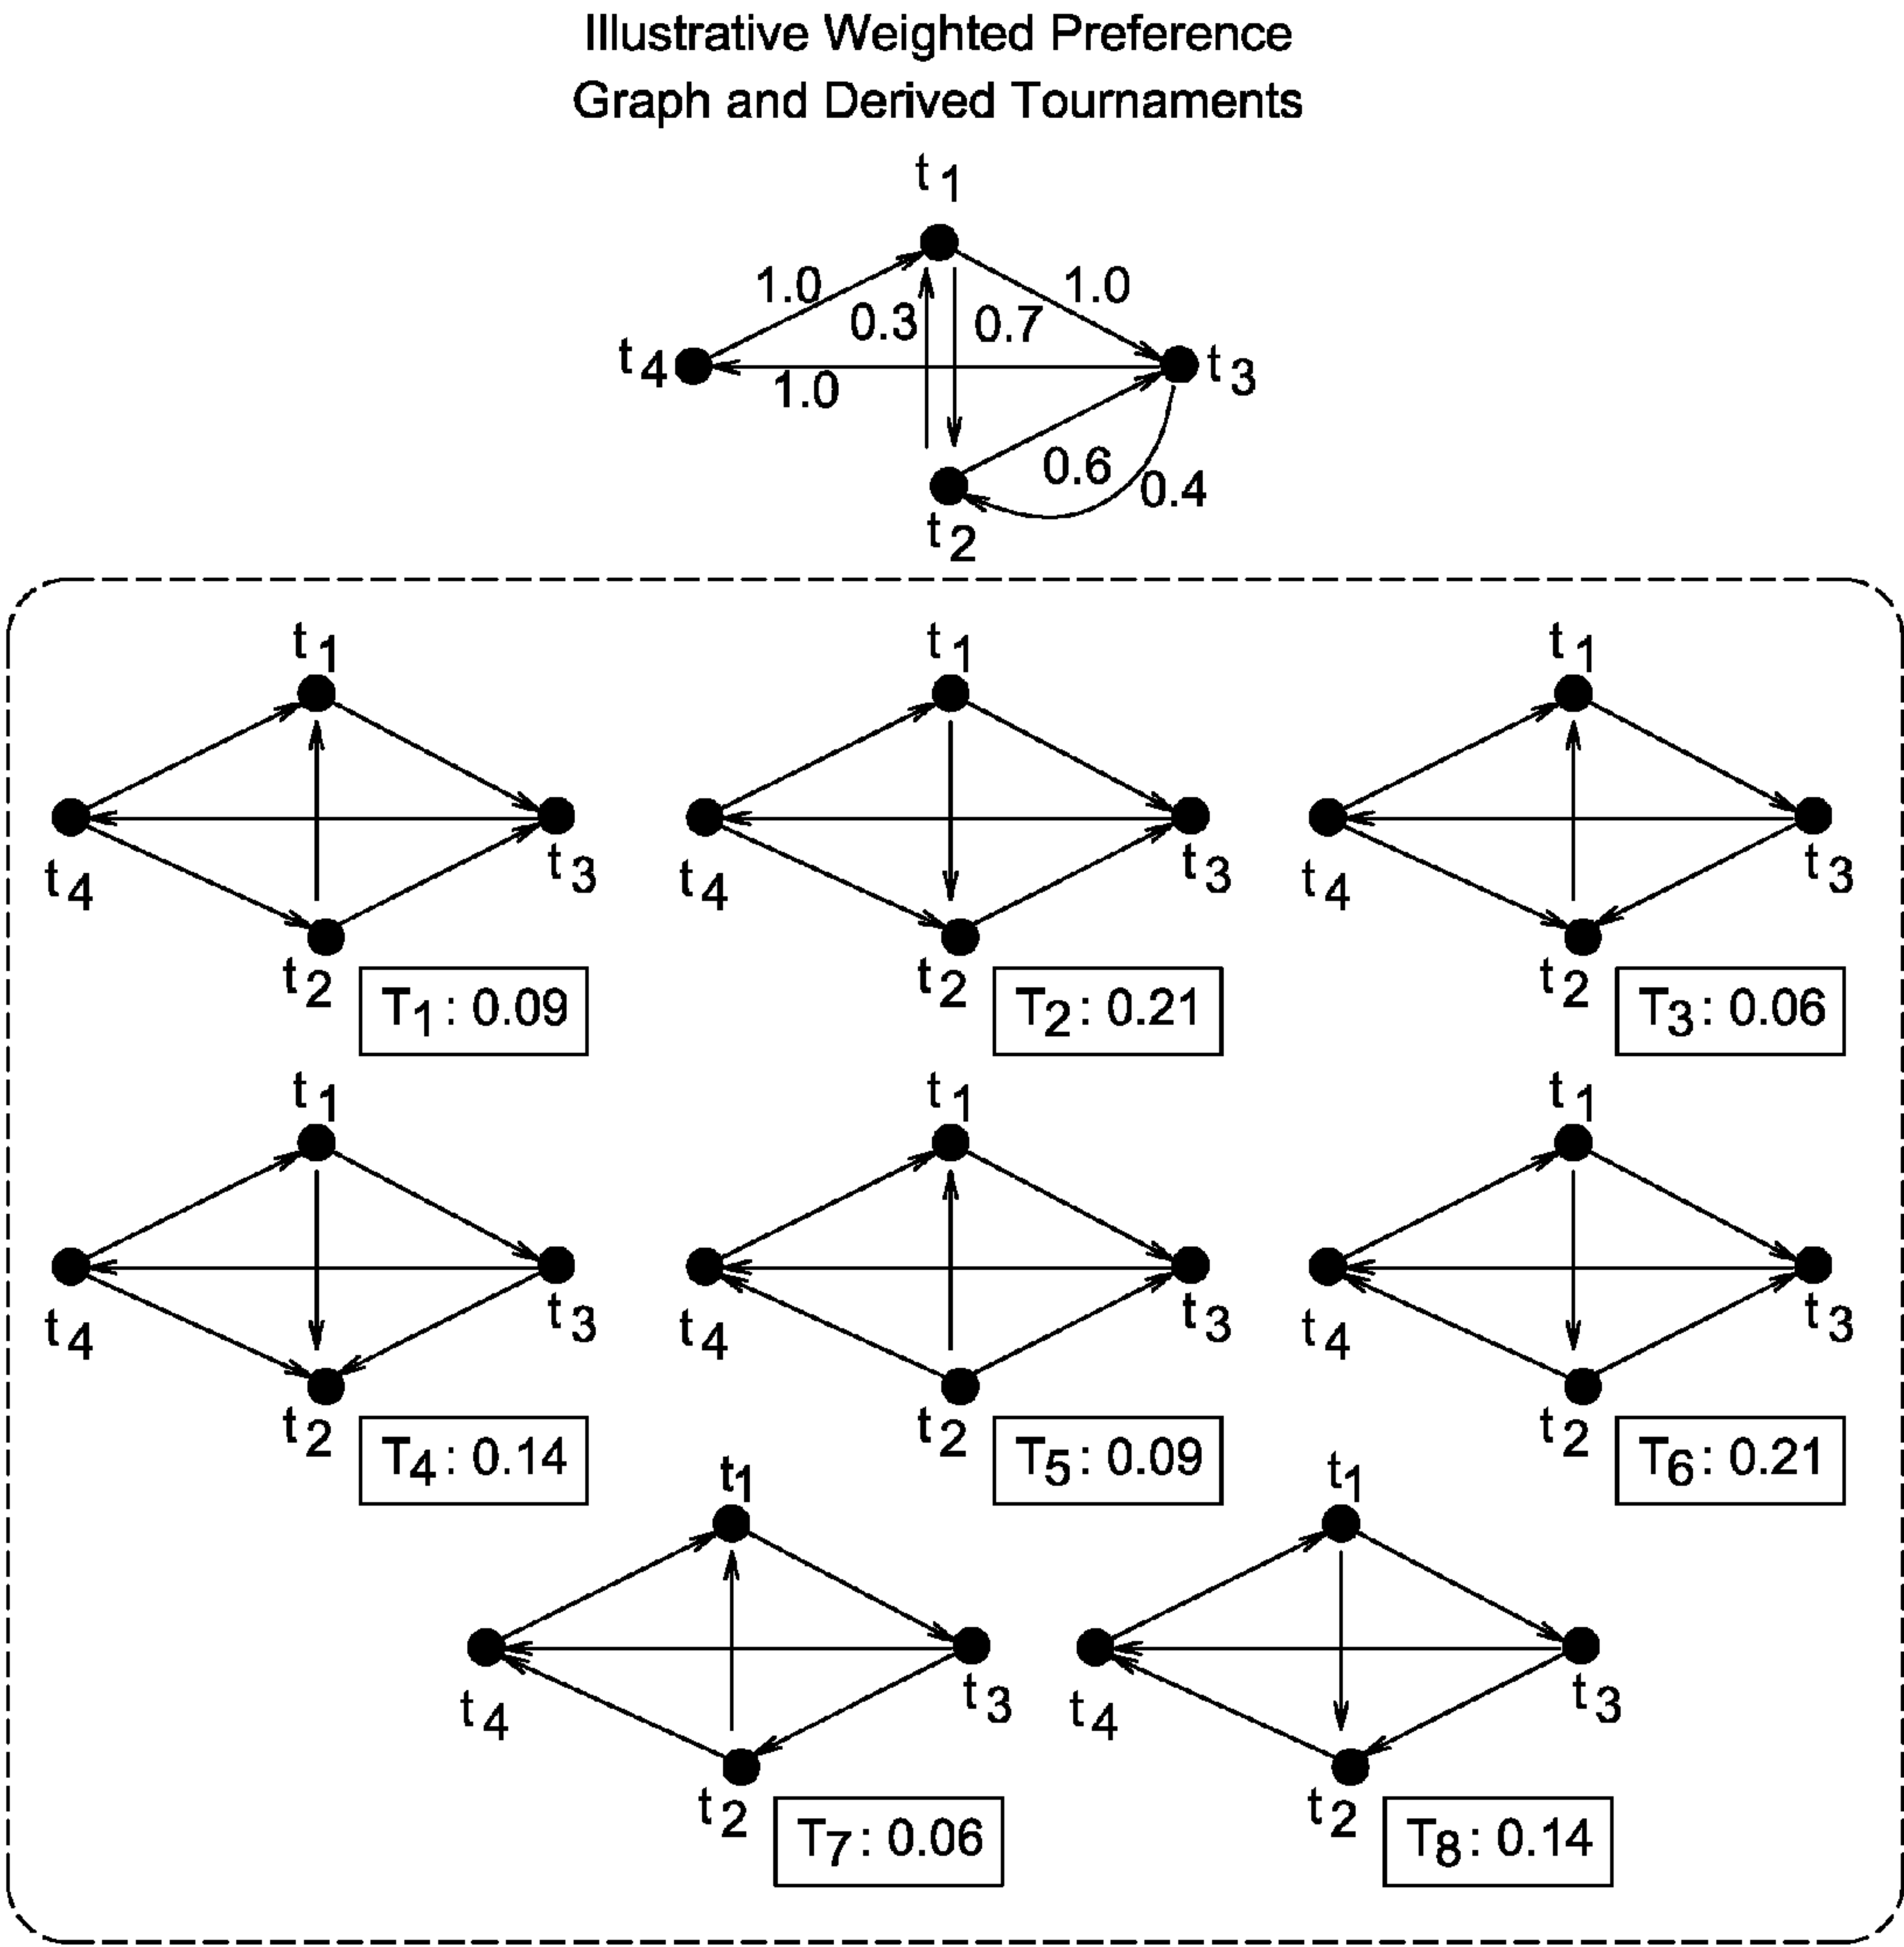 Illustrative Weighted Preference
Graph and Derived Tournaments
t1
1.0
1.0
0.3
0.7
t4
t3
1.0
0.6
0.4
t2
t1
t1
t1
t4
t3
t4
t3
t4
t3
t2
T1: 0.09
t2
T2: 0.21
t2
T3: 0.06
t1
t1
t1
t4
t3
t4
t3
t4
t3
t2
T4: 0.14
t2
T5: 0.09
t2
T6: 0.21
t1
t1
t4
t3
t4
t3
t2
T7: 0.06
t2
T8: 0.14